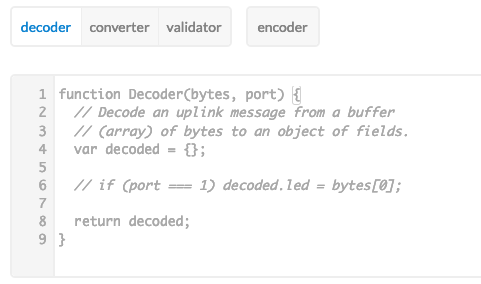 decoder converter validator encoder
1 function Decoder(bytes, port) {
2 // Decode an uplink message from a buffer
3 // (array) of bytes to an object of fields.
4 var decoded = {};
5
6 // if (port === 1) decoded.led = bytes[0];
7
8 return decoded;
9 }